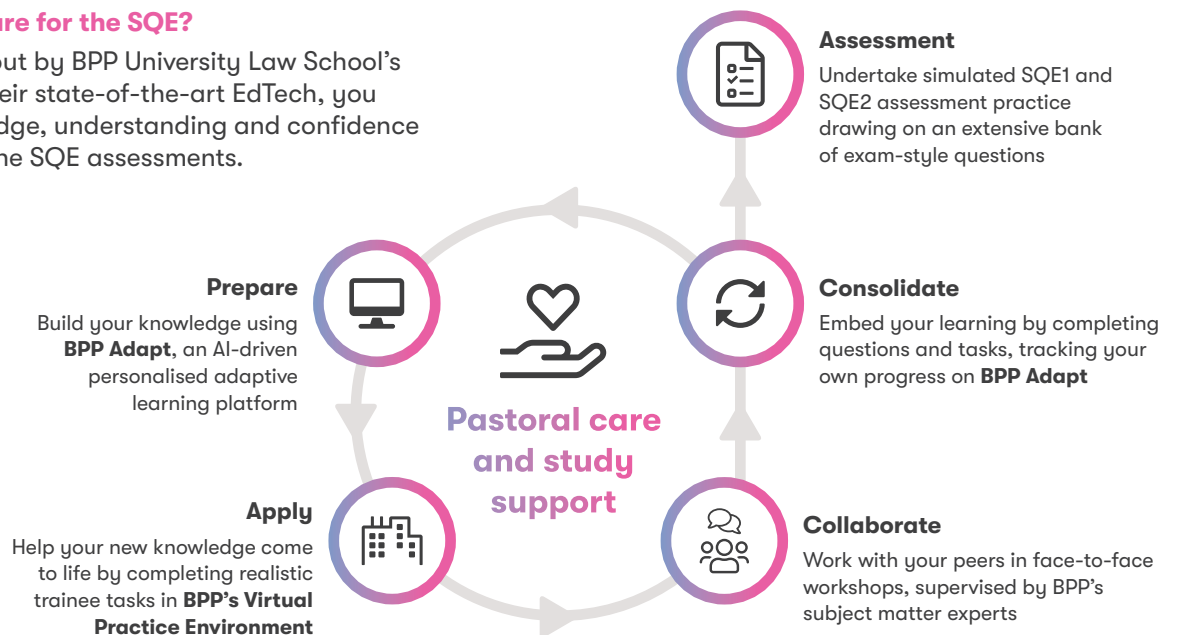 are for the SQE?
out by BPP University Law School's
eir state-of-the-art EdTech, you
dge, understanding and confidence
he SQE assessments.
Assessment
Undertake simulated SQE1 and
SQE2 assessment practice
drawing on an extensive bank
of exam-style questions
Prepare
Build your knowledge using
BPP Adapt, an AI-driven
personalised adaptive
learning platform
Consolidate
Embed your learning by completing
questions and tasks, tracking your
own progress on BPP Adapt
Pastoral care
and study
support
Apply
Help your new knowledge come
to life by completing realistic
trainee tasks in BPP's Virtual
Practice Environment
Collaborate
Work with your peers in face-to-face
workshops, supervised by BPP's
subject matter experts